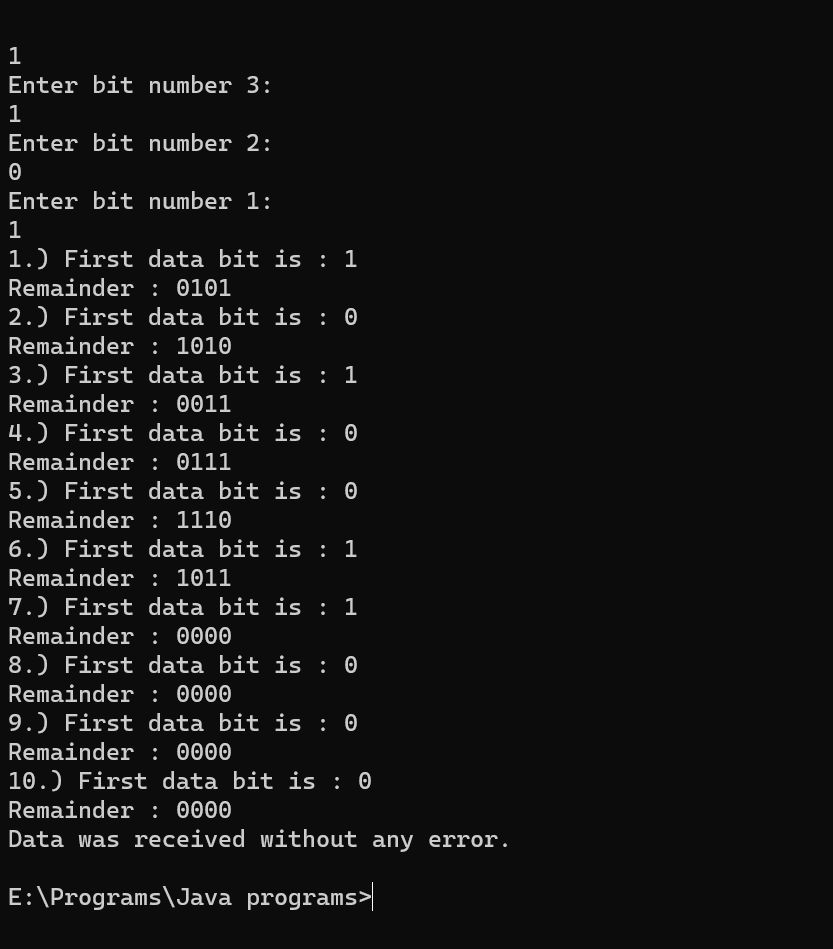 1
Enter bit number 3:
1
Enter bit number 2:
0
Enter bit number 1:
1
1.) First data bit is : 1
Remainder : 0101
2.) First data bit is : 0
Remainder : 1010
3.) First data bit is : 1
Remainder : 0011
4.) First data bit is : 0
Remainder : 0111
5.) First data bit is : 0
Remainder : 1110
6.) First data bit is : 1
Remainder : 1011
7.) First data bit is : 1
Remainder : 0000
8.) First data bit is : 0
Remainder : 0000
9.) First data bit is : 0
Remainder : 0000
10.) First data bit is : 0
Remainder : 0000
Data was received without any error.
E:\Programs\Java programs>